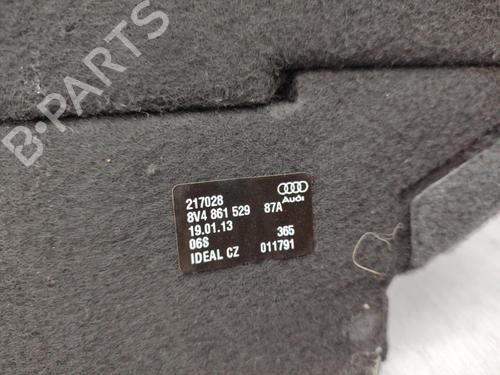 B-PARTS
217028
8V4 861 529 87A
Audi
19.01.13
06S 365
IDEAL CZ 011791